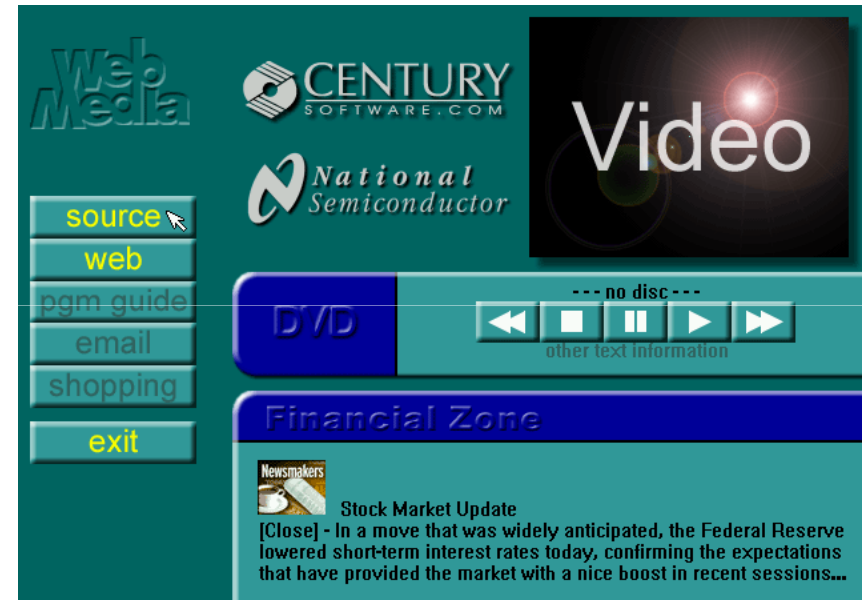 Web
Media
CENTURY
SOFTWARE.COM
National
Semiconductor
Video
source
web
pgm guide
email
shopping
exit
DVD
--- no disc ---
other text information
Financial Zone
Newsmakers
Stock Market Update
[Close] - In a move that was widely anticipated, the Federal Reserve
lowered short-term interest rates today, confirming the expectations
that have provided the market with a nice boost in recent sessions...